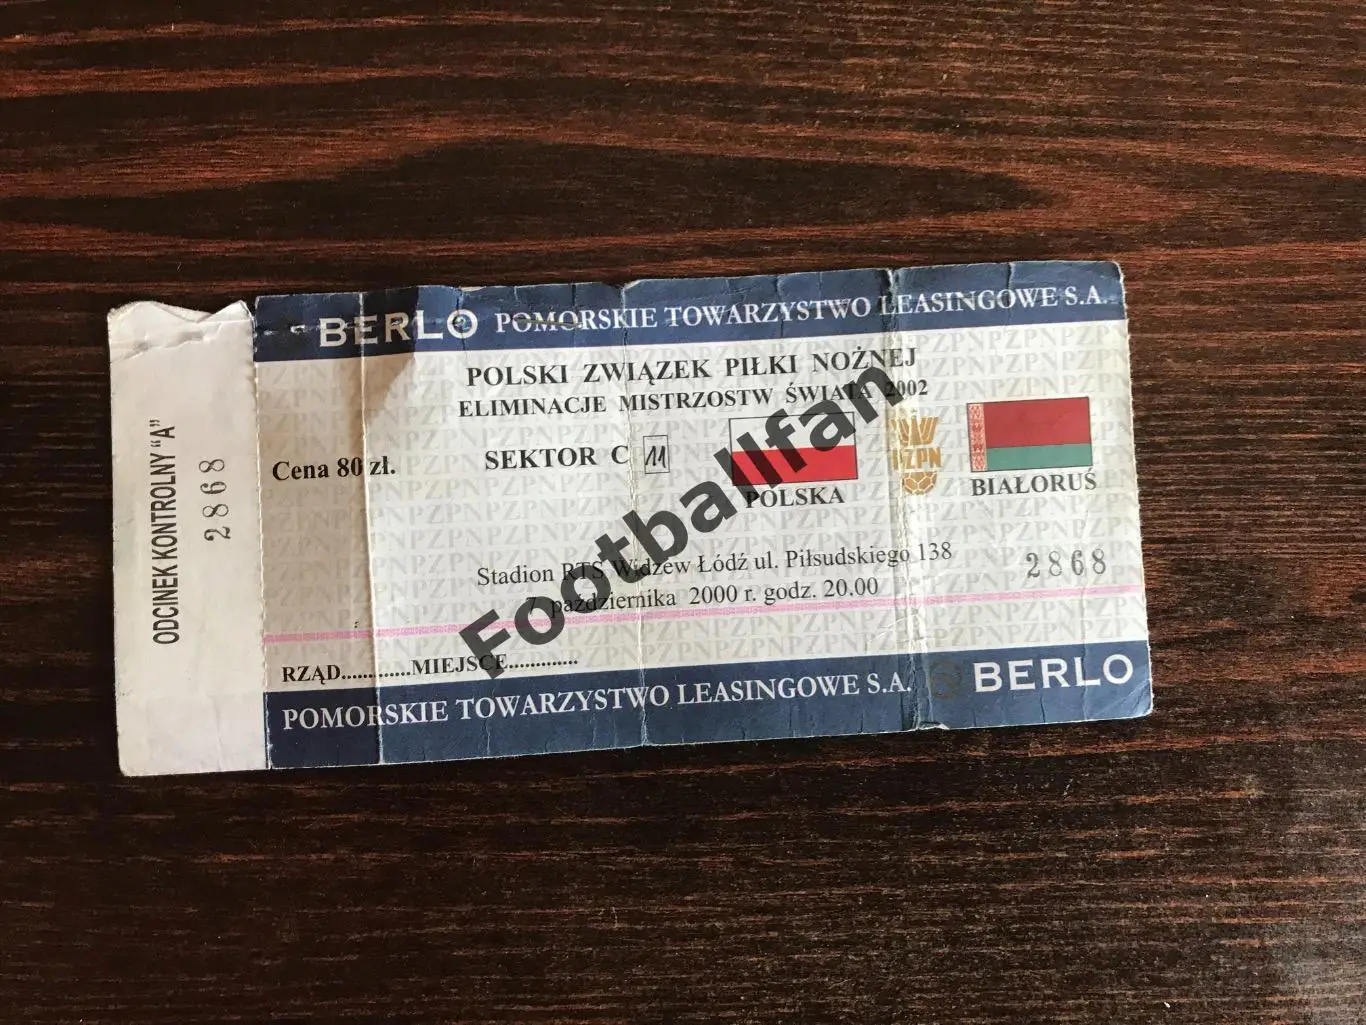 BERLO POMORSKIE TOWARZYSTWO LEASINGOWE S.A.
POLSKI ZWIĄZEK PIŁKI NOŻNEJ
ELIMINACJE MISTRZOSTW ŚWIATA 2002
Cena 80 zł. SEKTOR C 11
PZPN
POLSKA BIAŁORUŚ
Stadion RTS Widzew Łódź ul. Piłsudskiego 138
7 października 2000 r. godz. 20.00
2868
RZĄD............MIEJSCE.............
POMORSKIE TOWARZYSTWO LEASINGOWE S.A. BERLO
ODCINEK KONTROLNY "A"
2868
Footballfan